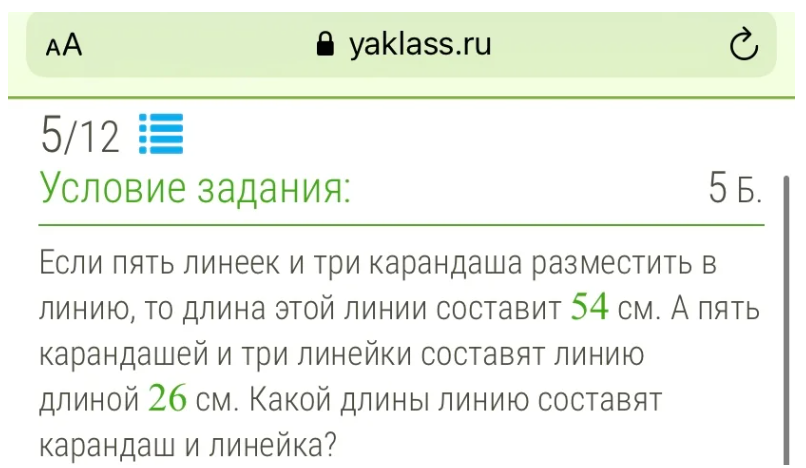 AA yaklass.ru
5/12
Условие задания: 5 Б.
Если пять линеек и три карандаша разместить в
линию, то длина этой линии составит 54 см. А пять
карандашей и три линейки составят линию
длиной 26 см. Какой длины линию составят
карандаш и линейка?